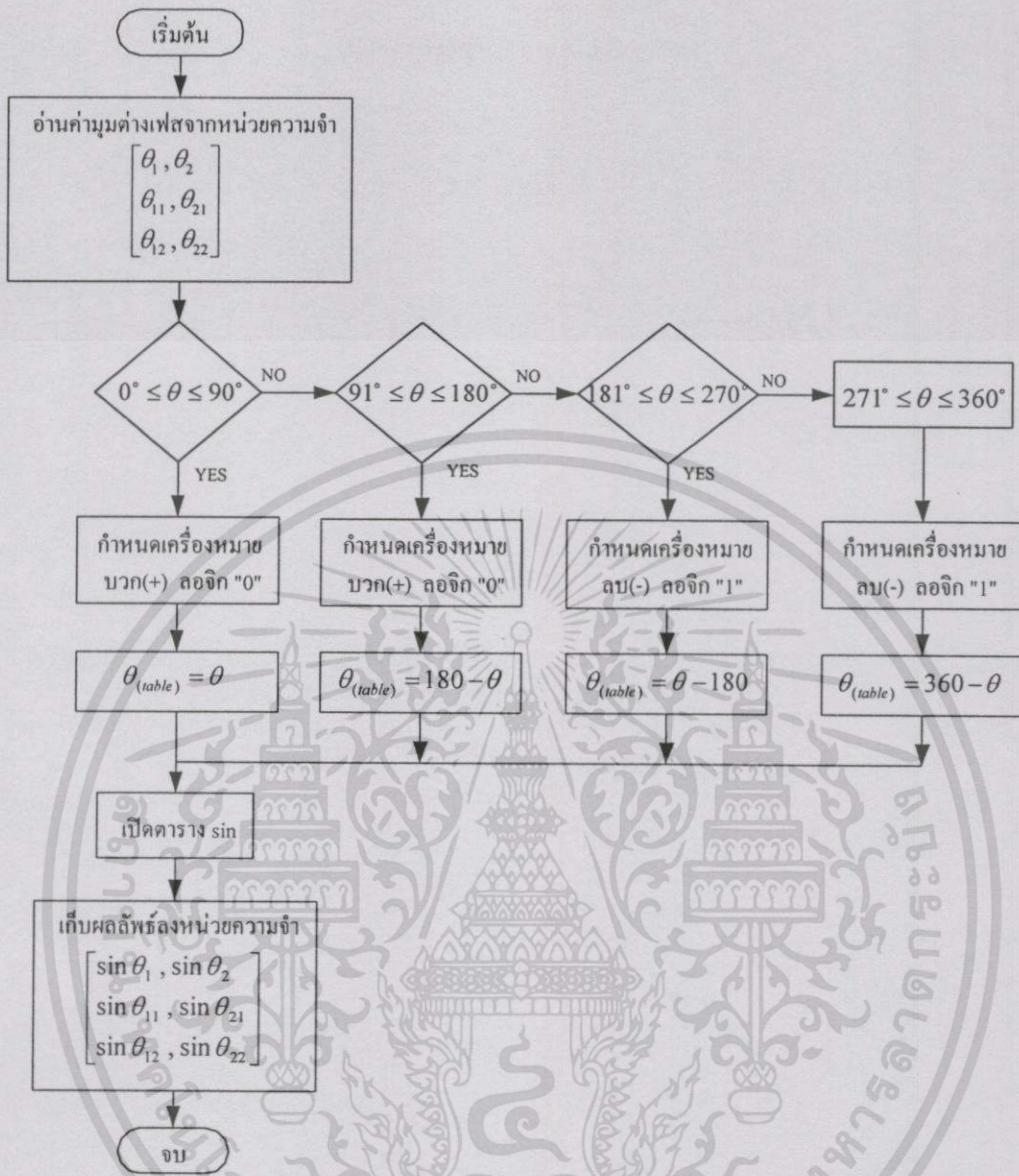 เริ่มต้น
อ่านค่ามุมต่างเฟสจากหน่วยความจำ
[θ₁ , θ₂
θ₁₁ , θ₂₁
θ₁₂ , θ₂₂]
0° ≤ θ ≤ 90°
NO
91° ≤ θ ≤ 180°
NO
181° ≤ θ ≤ 270°
NO
271° ≤ θ ≤ 360°
YES
YES
YES
กำหนดเครื่องหมาย
บวก(+) ลอจิก "0"
กำหนดเครื่องหมาย
บวก(+) ลอจิก "0"
กำหนดเครื่องหมาย
ลบ(-) ลอจิก "1"
กำหนดเครื่องหมาย
ลบ(-) ลอจิก "1"
θ(table) = θ
θ(table) = 180 − θ
θ(table) = θ − 180
θ(table) = 360 − θ
เปิดตาราง sin
เก็บผลลัพธ์ลงหน่วยความจำ
[sin θ₁ , sin θ₂
sin θ₁₁ , sin θ₂₁
sin θ₁₂ , sin θ₂₂]
จบ